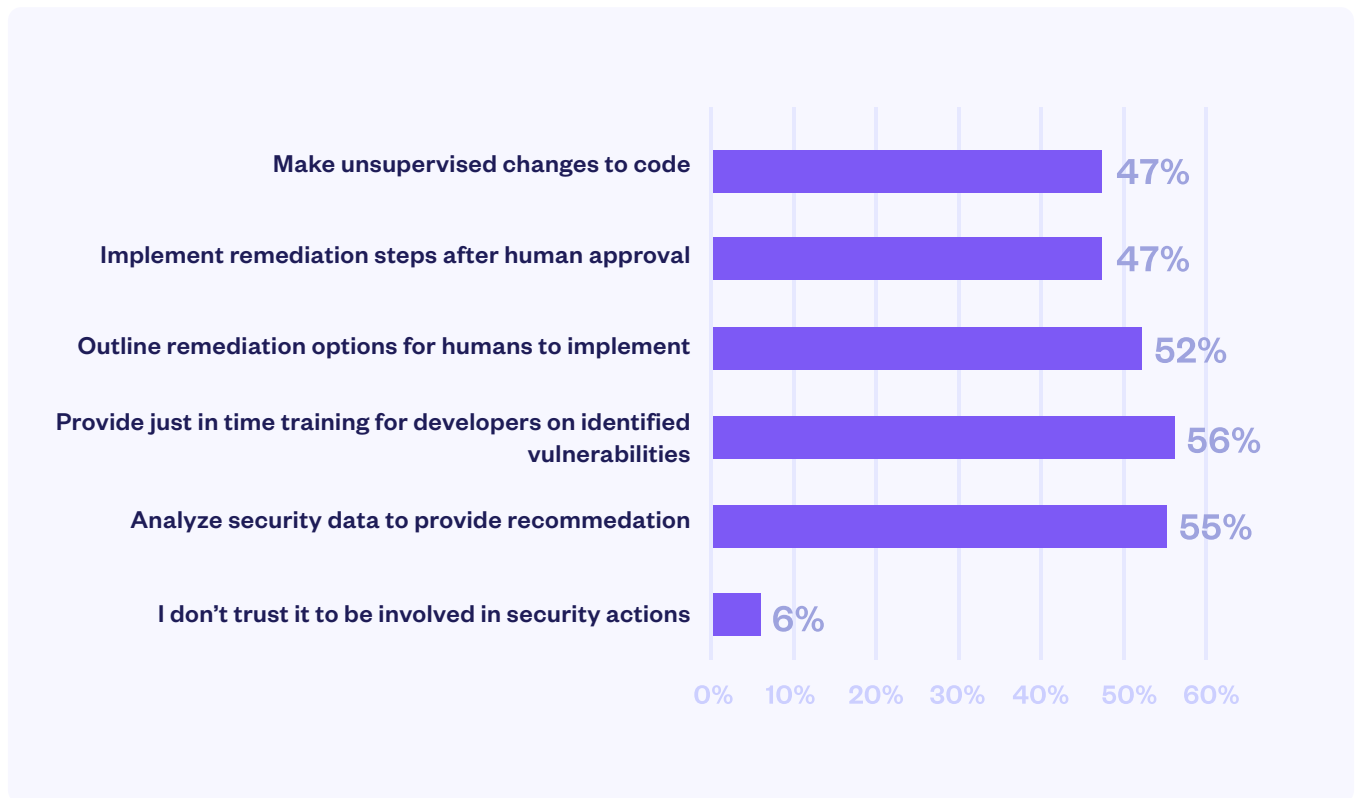 Make unsupervised changes to code
47%
Implement remediation steps after human approval
47%
Outline remediation options for humans to implement
52%
Provide just in time training for developers on identified
vulnerabilities
56%
Analyze security data to provide recommedation
55%
I don’t trust it to be involved in security actions
6%
0% 10% 20% 30% 40% 50% 60%